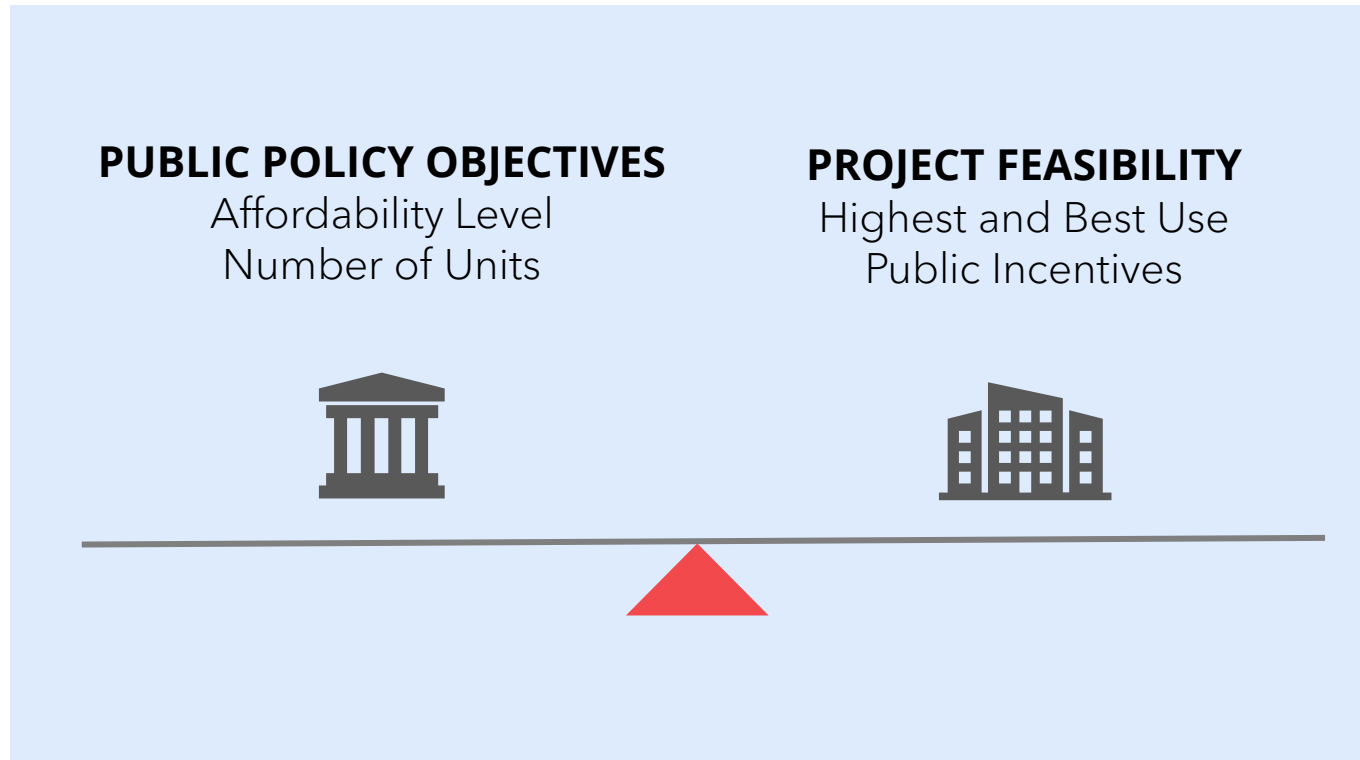 PUBLIC POLICY OBJECTIVES
Affordability Level
Number of Units
PROJECT FEASIBILITY
Highest and Best Use
Public Incentives